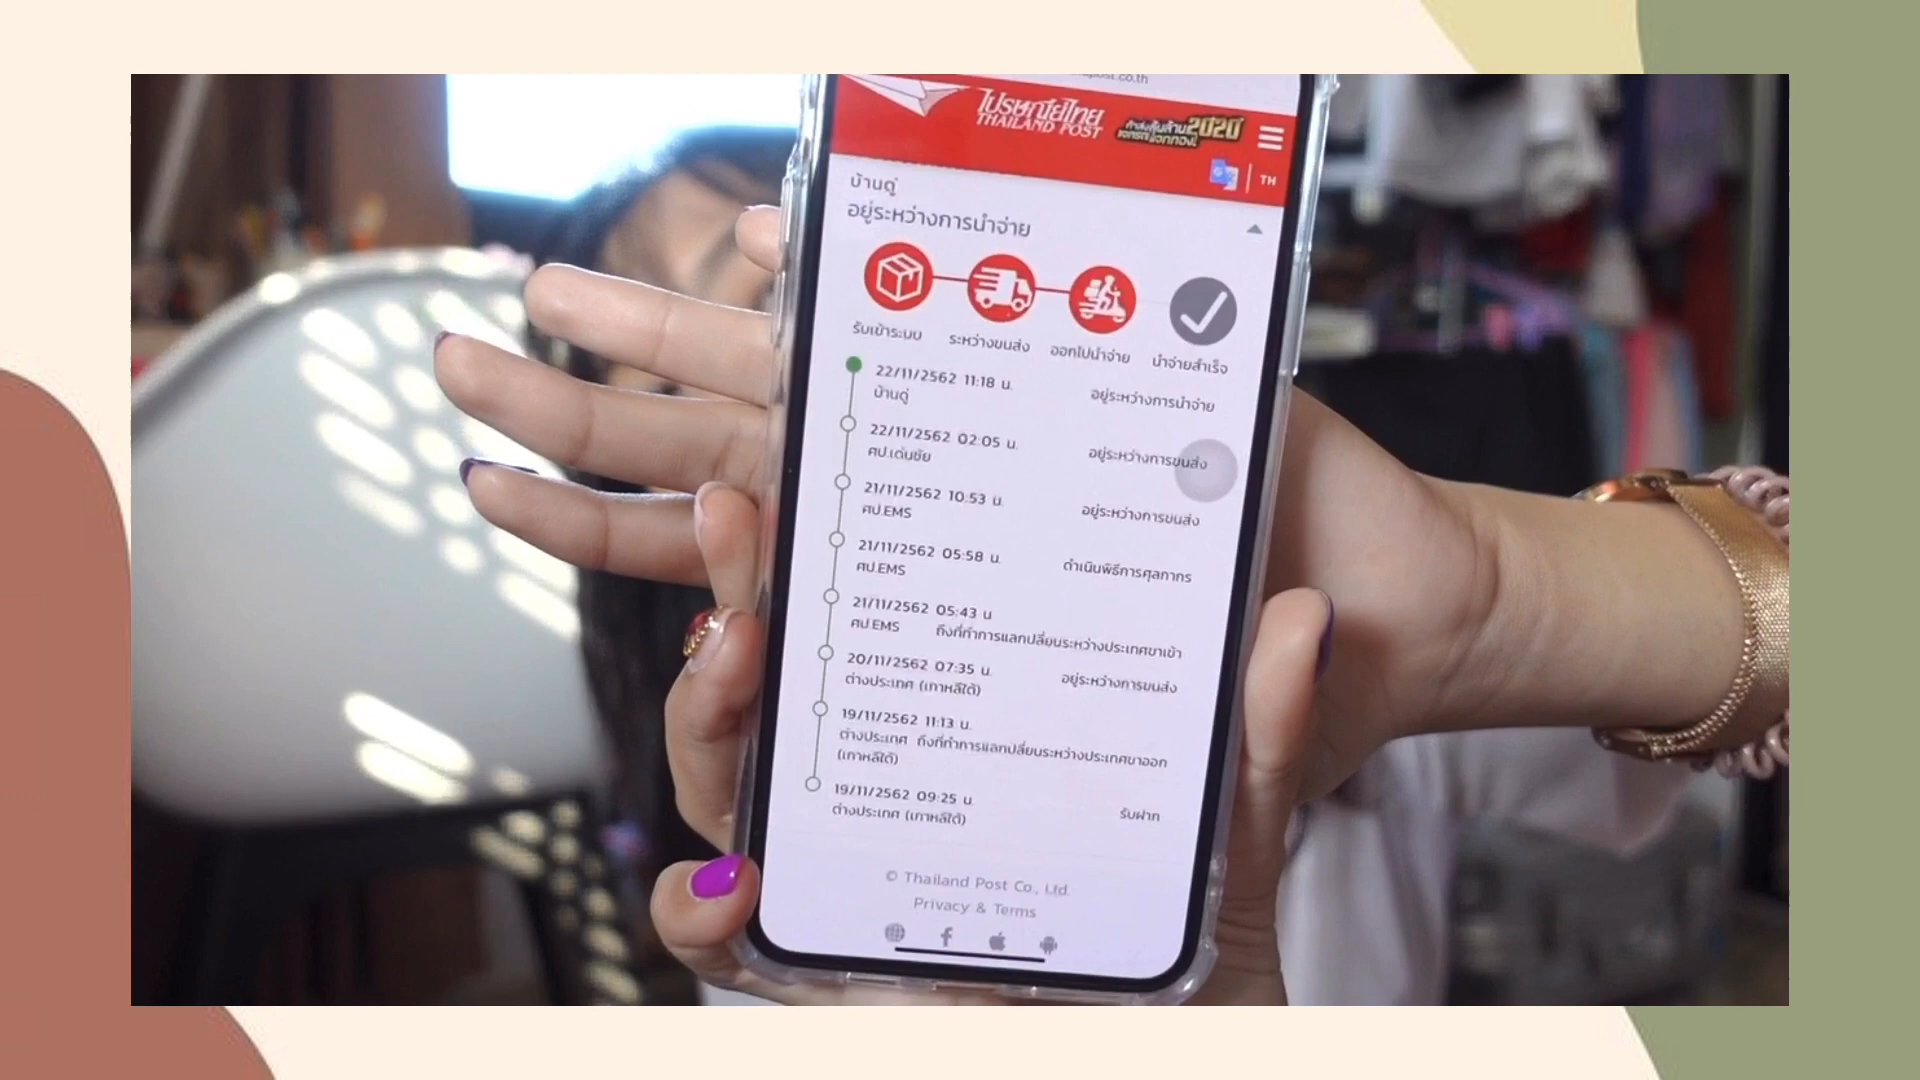 ไปรษณีย์ไทย
THAILAND POST
2020
TH
บ้านดู่
อยู่ระหว่างการนำจ่าย
รับเข้าระบบ
ระหว่างขนส่ง
ออกไปนำจ่าย
นำจ่ายสำเร็จ
22/11/2562 11:18 น.
บ้านดู่
อยู่ระหว่างการนำจ่าย
22/11/2562 02:05 น.
ศป.เด่นชัย
อยู่ระหว่างการขนส่ง
21/11/2562 10:53 น.
ศป.EMS
อยู่ระหว่างการขนส่ง
21/11/2562 05:58 น.
ศป.EMS
ดำเนินพิธีการศุลกากร
21/11/2562 05:43 น
ศป.EMS ถึงที่ทำการแลกเปลี่ยนระหว่างประเทศขาเข้า
20/11/2562 07:35 น.
ต่างประเทศ (เกาหลีใต้)
อยู่ระหว่างการขนส่ง
19/11/2562 11:13 น.
ต่างประเทศ ถึงที่ทำการแลกเปลี่ยนระหว่างประเทศขาออก
(เกาหลีใต้)
19/11/2562 09:25 น.
ต่างประเทศ (เกาหลีใต้)
รับฝาก
© Thailand Post Co., Ltd.
Privacy & Terms